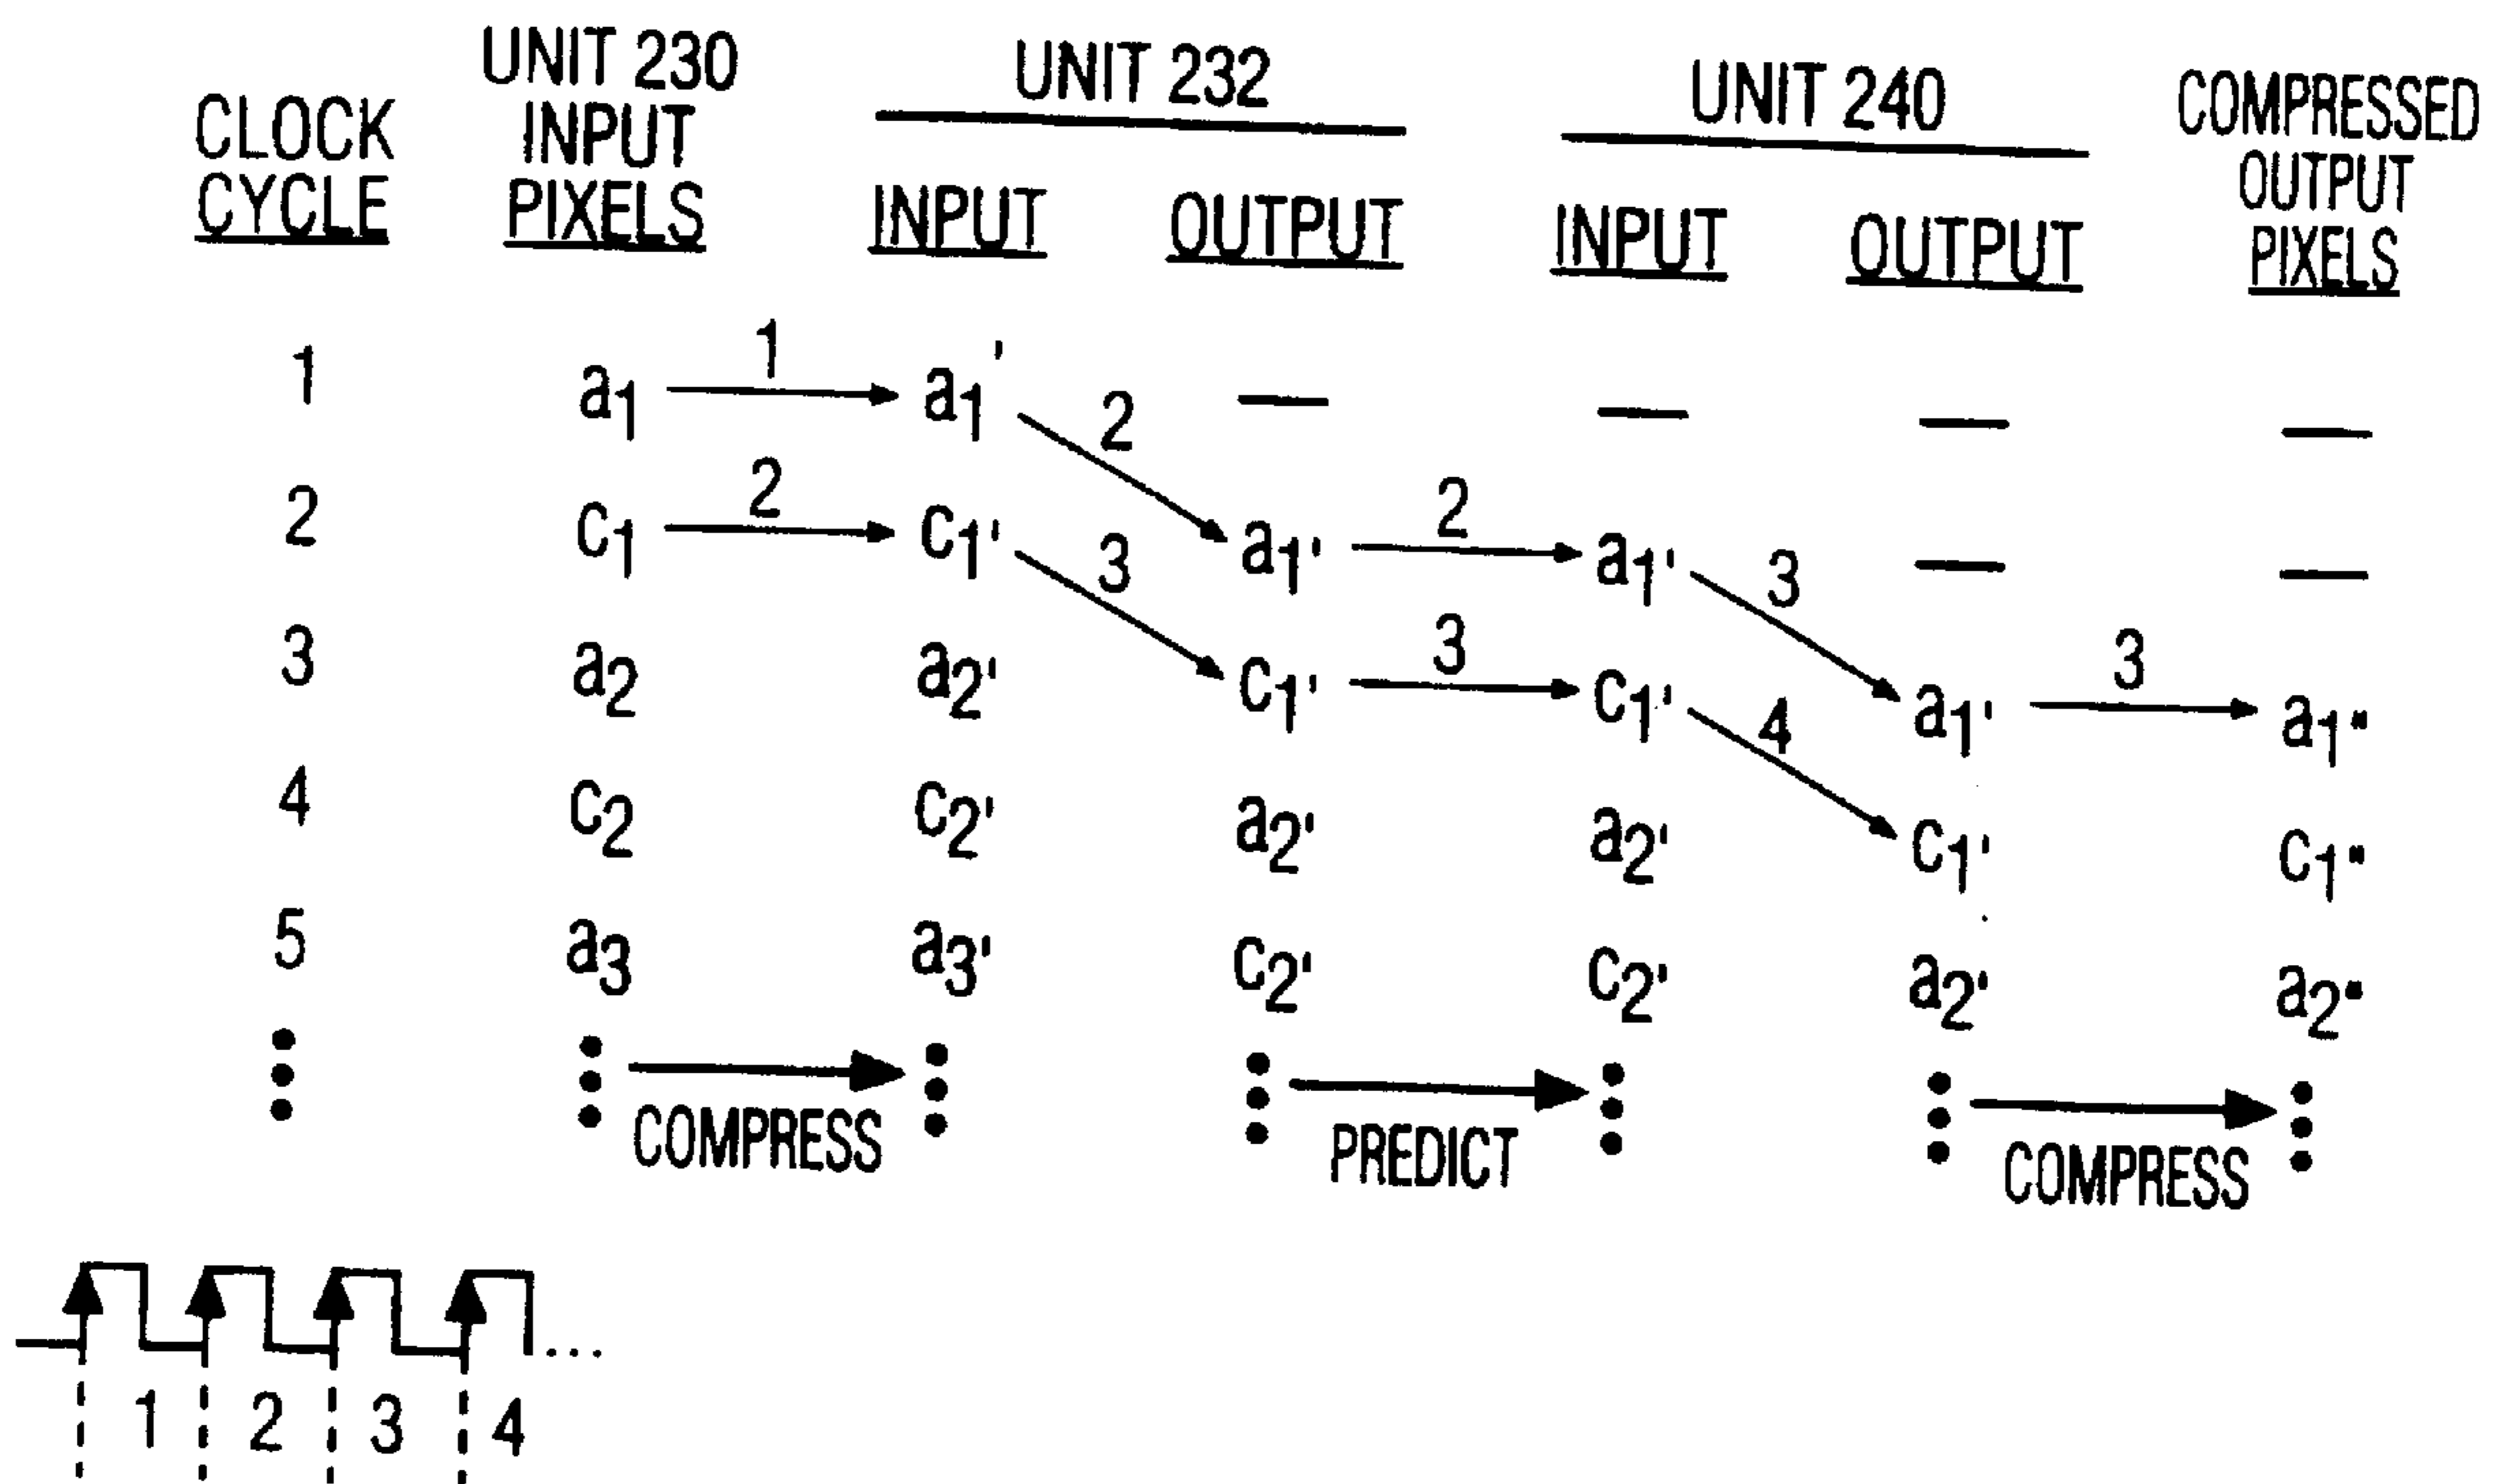 CLOCK CYCLE
UNIT 230 INPUT PIXELS
UNIT 232
INPUT OUTPUT
UNIT 240
INPUT OUTPUT
COMPRESSED OUTPUT PIXELS
1 a1 1 a1' 2 — — — —
2 c1 2 c1' 3 a1' 2 a1' 3 — —
3 a2 a2' c1' 3 c1' 4 a1' 3 a1"
4 c2 c2' a2' a2' c1' c1"
5 a3 a3' c2' c2' a2' a2"
COMPRESS PREDICT COMPRESS
...
1 2 3 4